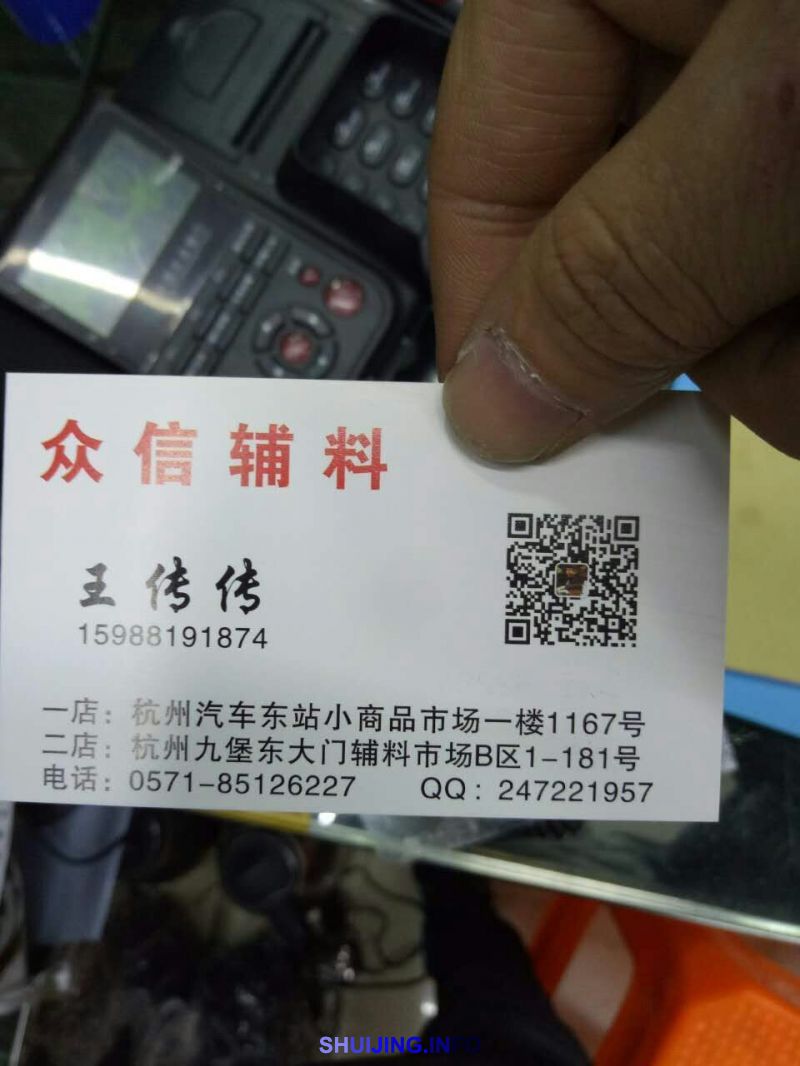 众信辅料
王传传
15988191874
一店：杭州汽车东站小商品市场一楼1167号
二店：杭州九堡东大门辅料市场B区1-181号
电话：0571-85126227 QQ：247221957
SHUIJING.INFO